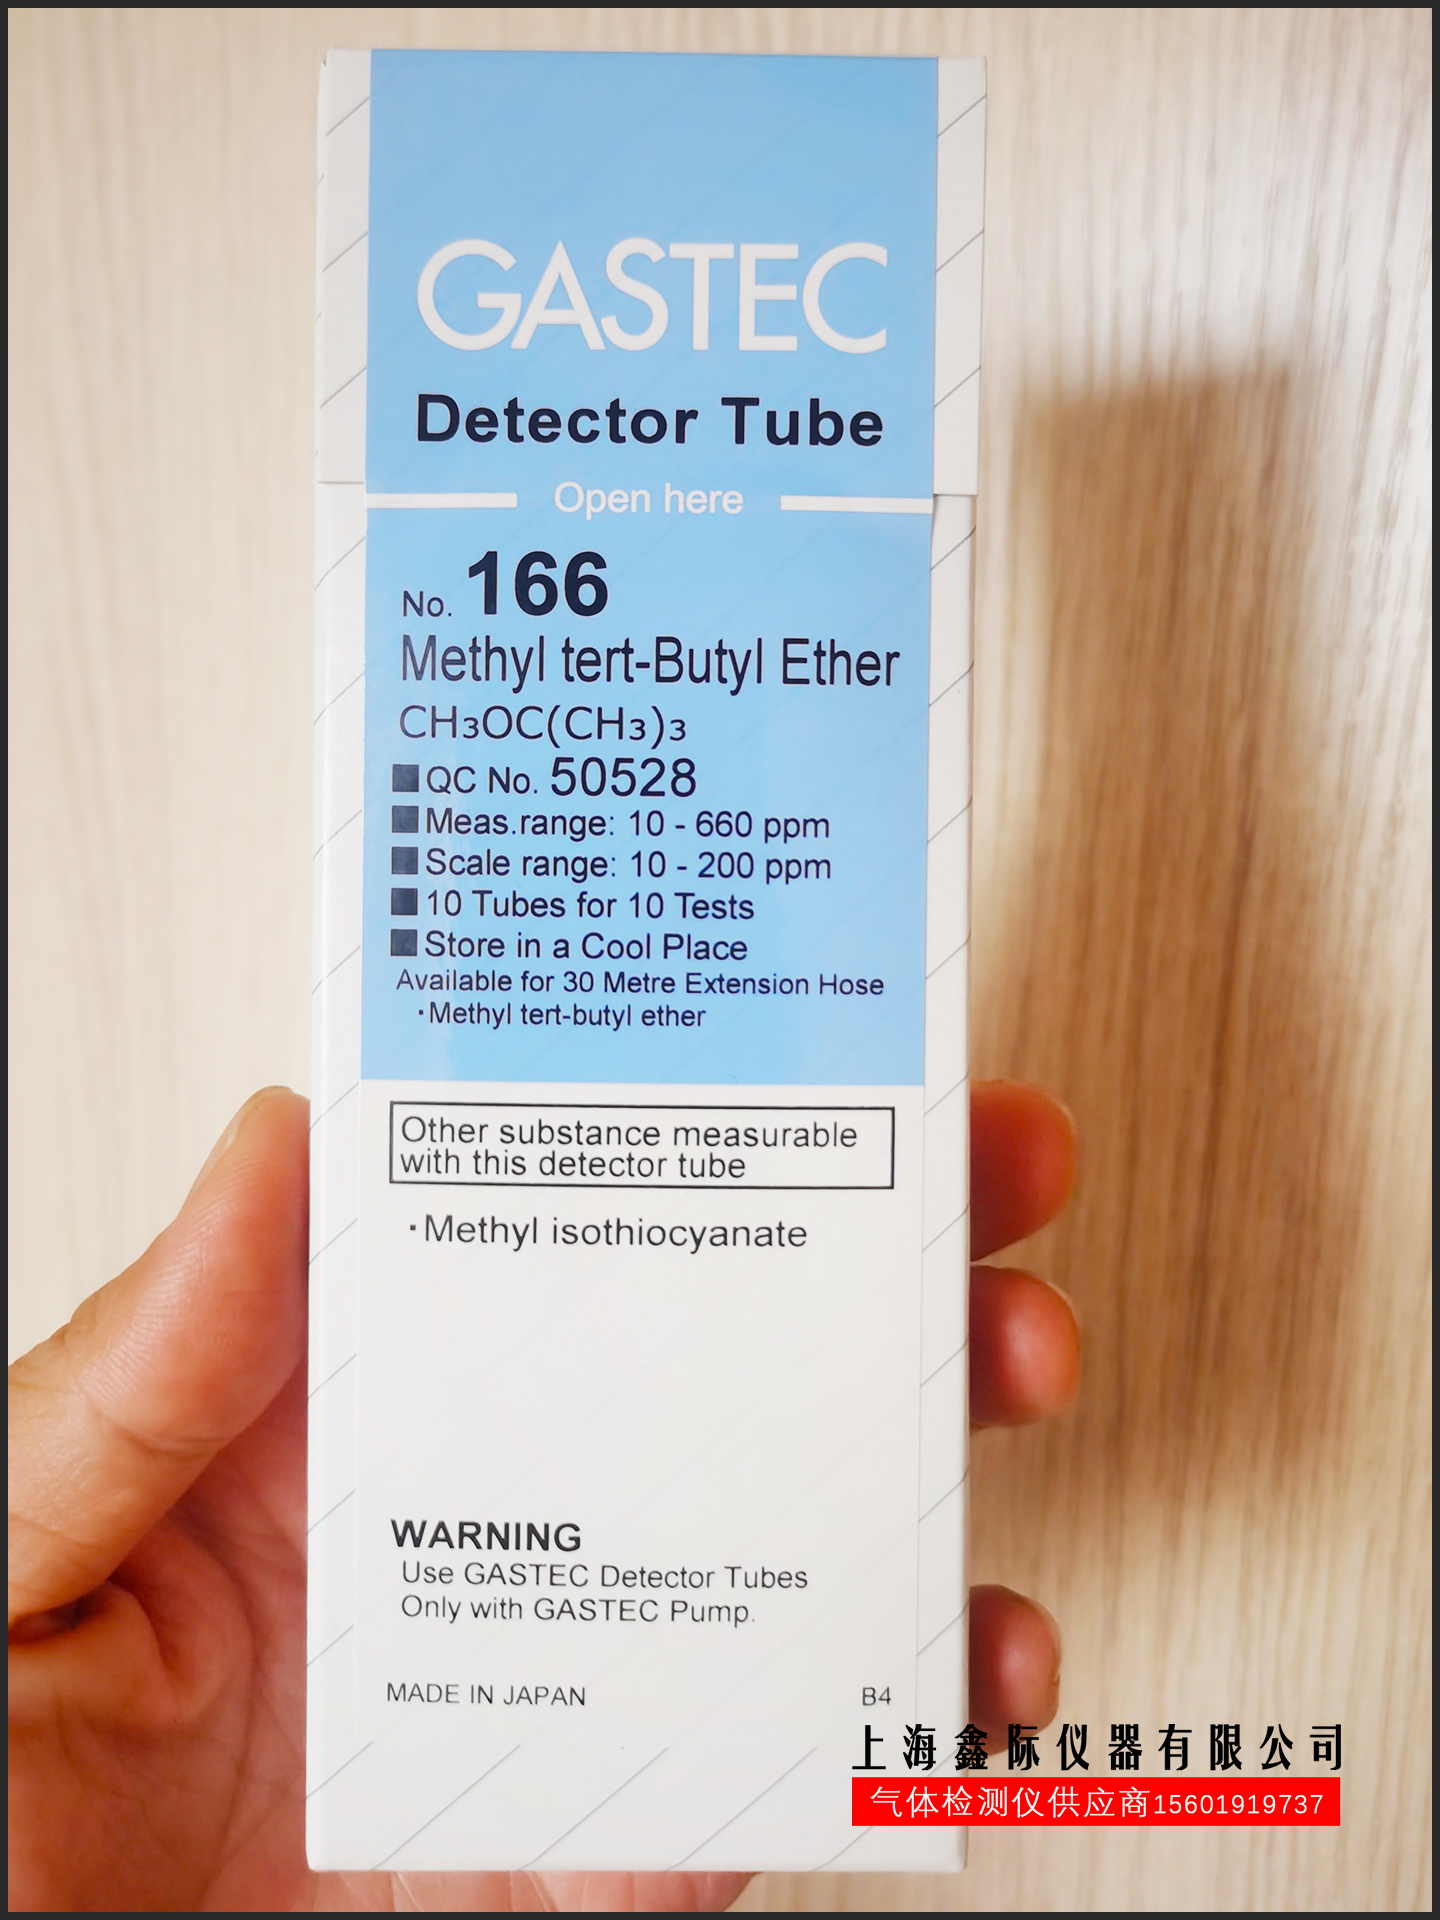 GASTEC
Detector Tube
Open here
No. 166
Methyl tert-Butyl Ether
CH₃OC(CH₃)₃
■QC No. 50528
■Meas.range: 10 - 660 ppm
■Scale range: 10 - 200 ppm
■10 Tubes for 10 Tests
■Store in a Cool Place
Available for 30 Metre Extension Hose
・Methyl tert-butyl ether
Other substance measurable
with this detector tube
・Methyl isothiocyanate
WARNING
Use GASTEC Detector Tubes
Only with GASTEC Pump.
MADE IN JAPAN B4
上海鑫际仪器有限公司
气体检测仪供应商15601919737